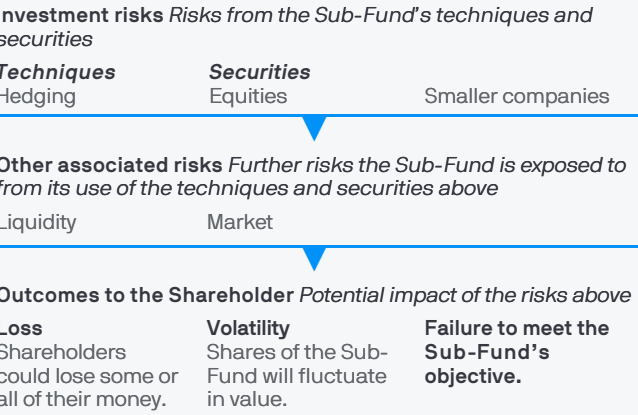 Investment risks Risks from the Sub-Fund's techniques and
securities
Techniques Securities
Hedging Equities Smaller companies
Other associated risks Further risks the Sub-Fund is exposed to
from its use of the techniques and securities above
Liquidity Market
Outcomes to the Shareholder Potential impact of the risks above
Loss Volatility Failure to meet the
Shareholders Shares of the Sub- Sub-Fund's
could lose some or Fund will fluctuate objective.
all of their money. in value.